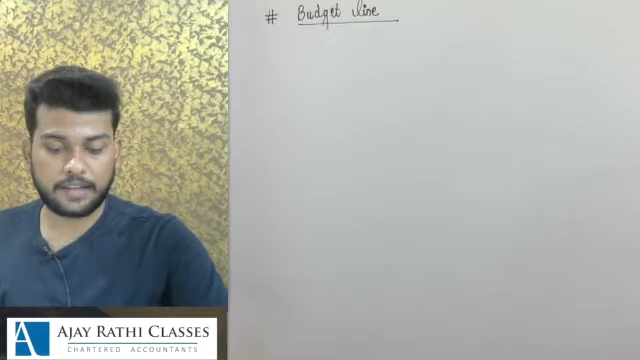 # Budget line
AJAY RATHI CLASSES
CHARTERED ACCOUNTANTS